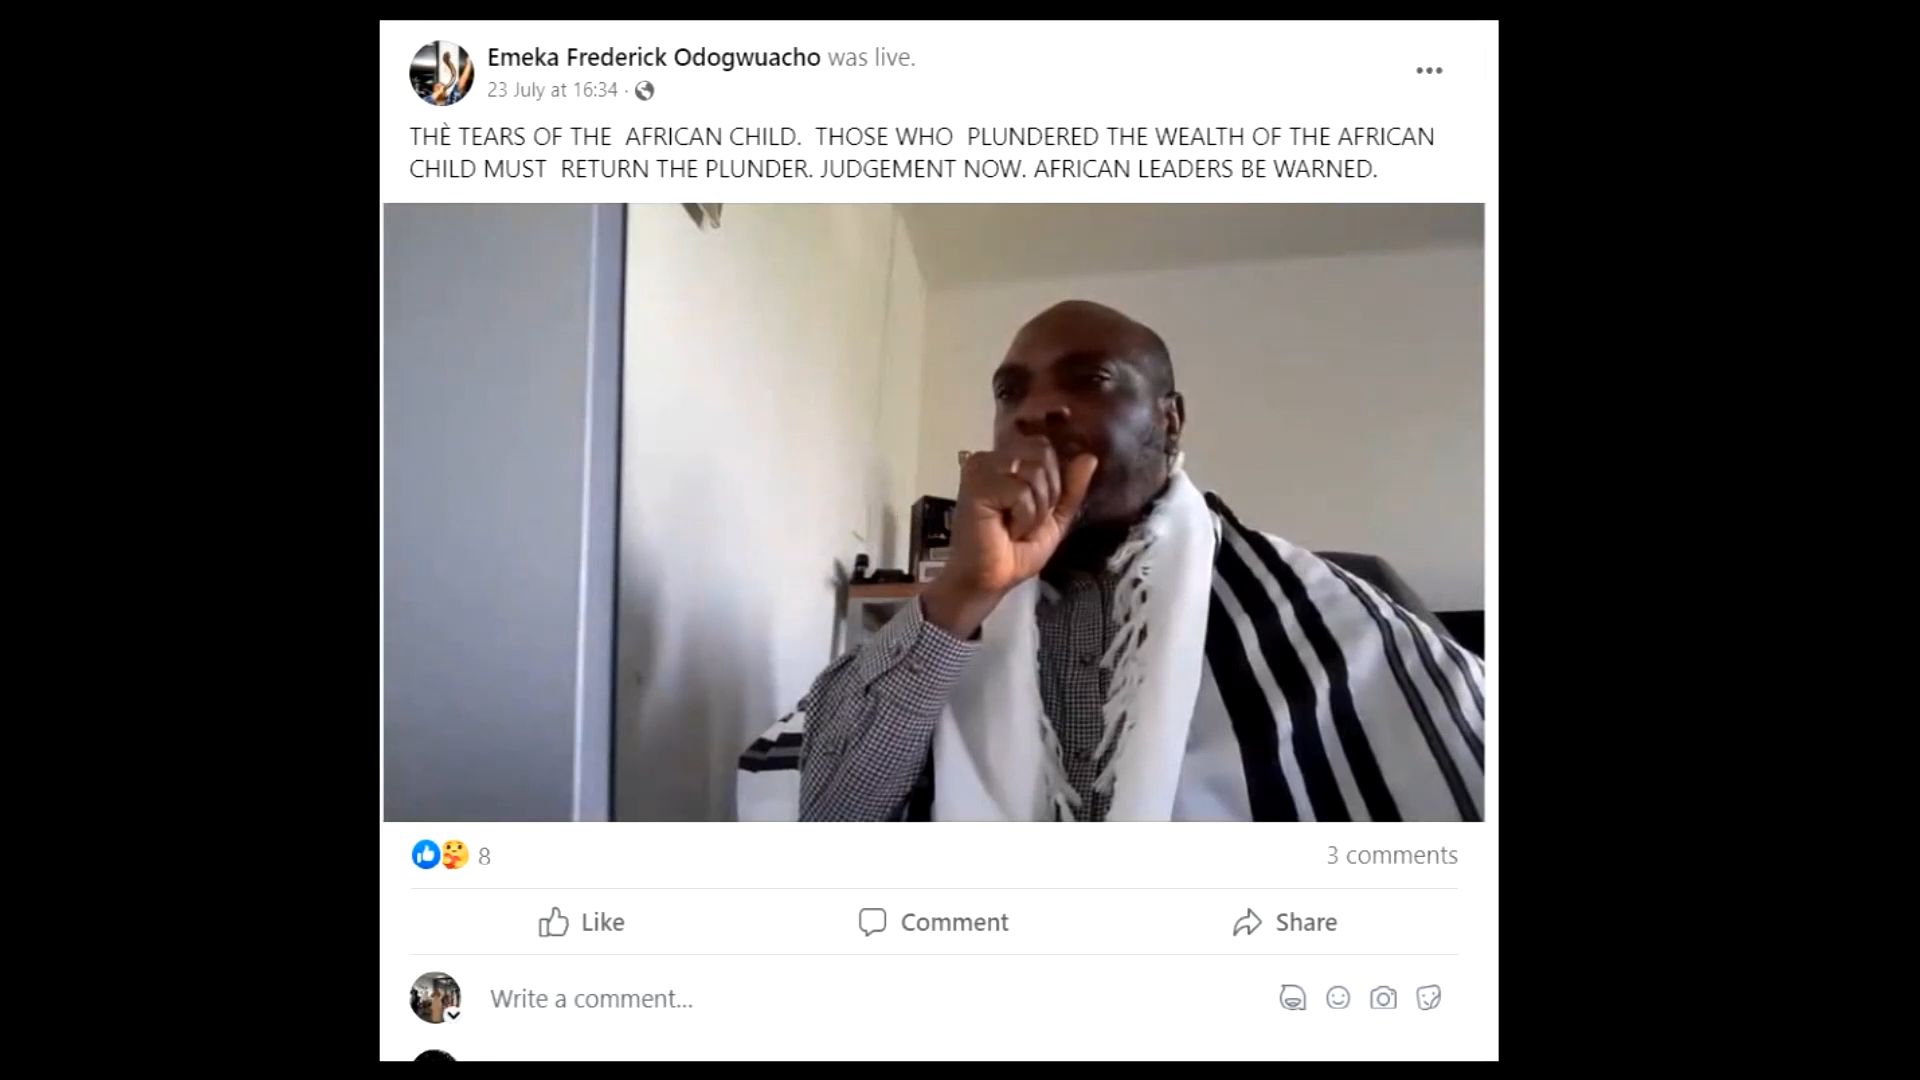 Emeka Frederick Odogwuacho was live.
23 July at 16:34 ·
THÈ TEARS OF THE AFRICAN CHILD. THOSE WHO PLUNDERED THE WEALTH OF THE AFRICAN
CHILD MUST RETURN THE PLUNDER. JUDGEMENT NOW. AFRICAN LEADERS BE WARNED.
8
3 comments
Like
Comment
Share
Write a comment...